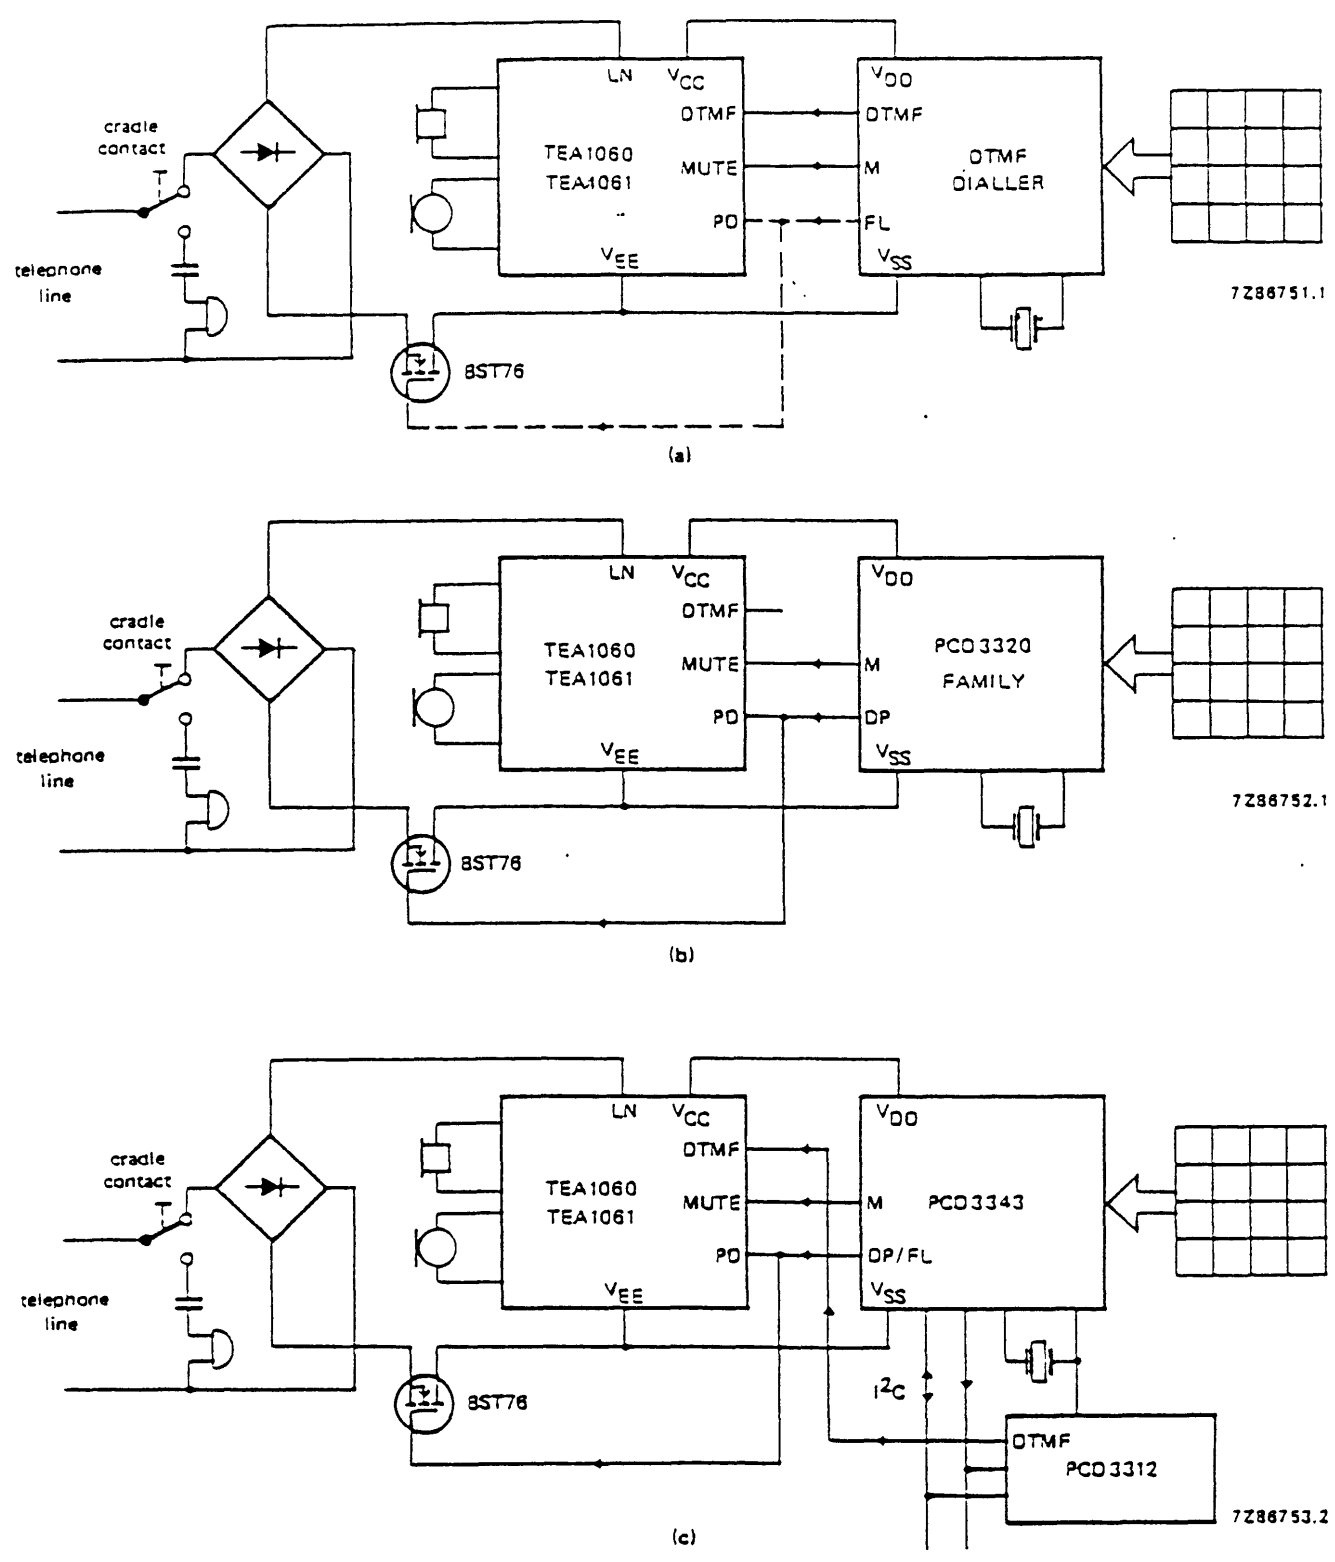 LN VCC VDD
cradle
contact
DTMF DTMF
TEA1060
TEA1061
DTMF
DIALLER
MUTE M
PD FL
VEE VSS
telephone
line
7Z86751.1
BST76
(a)
LN VCC VDD
cradle
contact
DTMF
TEA1060
TEA1061
PCD3320
FAMILY
MUTE M
PD DP
VEE VSS
telephone
line
7Z86752.1
BST76
(b)
LN VCC VDD
cradle
contact
DTMF
TEA1060
TEA1061
MUTE M PCD3343
PD DP/FL
VEE VSS
telephone
line
I2C
BST76
DTMF
PCD3312
7Z86753.2
(c)